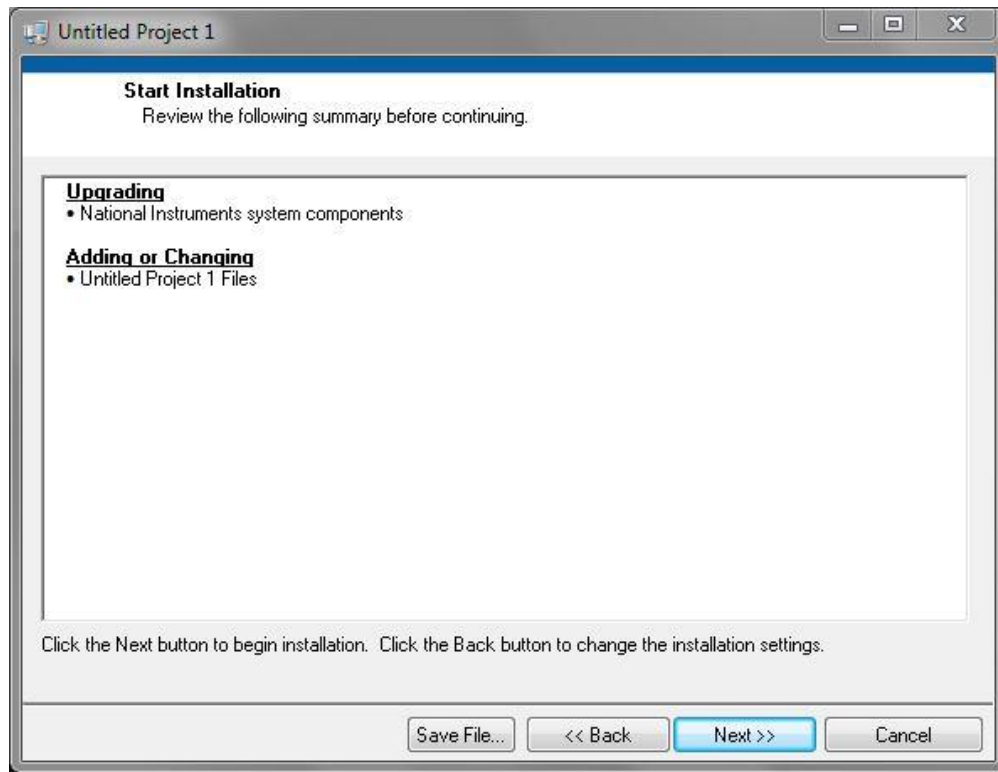 Untitled Project 1
Start Installation
Review the following summary before continuing.
Upgrading
• National Instruments system components
Adding or Changing
• Untitled Project 1 Files
Click the Next button to begin installation.  Click the Back button to change the installation settings.
Save File... << Back Next >> Cancel